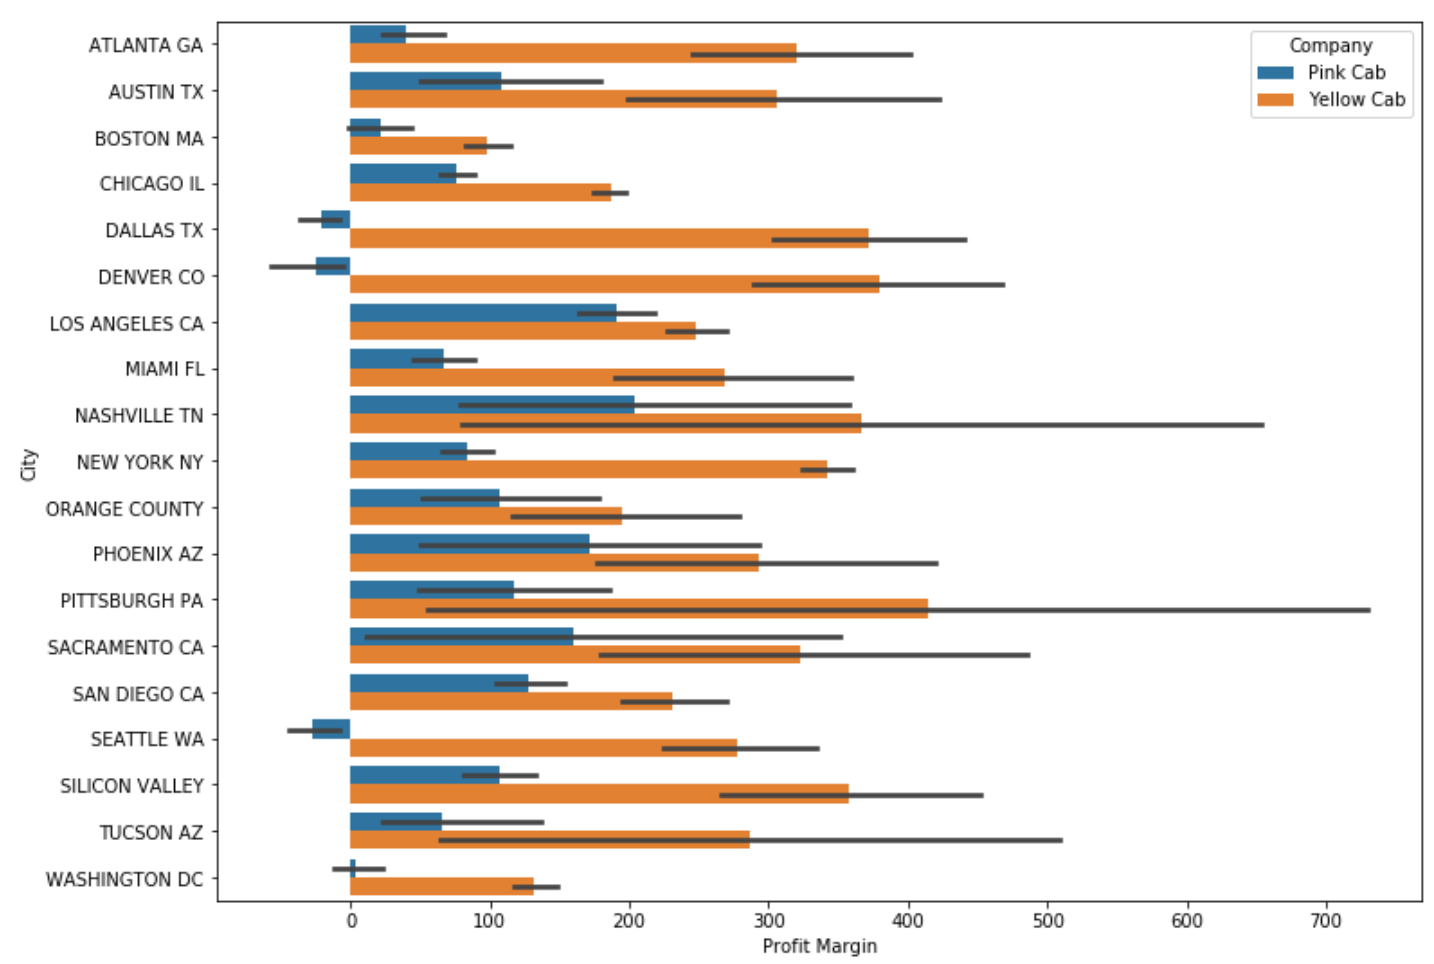 Company
Pink Cab
Yellow Cab
ATLANTA GA
AUSTIN TX
BOSTON MA
CHICAGO IL
DALLAS TX
DENVER CO
LOS ANGELES CA
MIAMI FL
NASHVILLE TN
NEW YORK NY
ORANGE COUNTY
PHOENIX AZ
PITTSBURGH PA
SACRAMENTO CA
SAN DIEGO CA
SEATTLE WA
SILICON VALLEY
TUCSON AZ
WASHINGTON DC
City
0 100 200 300 400 500 600 700
Profit Margin